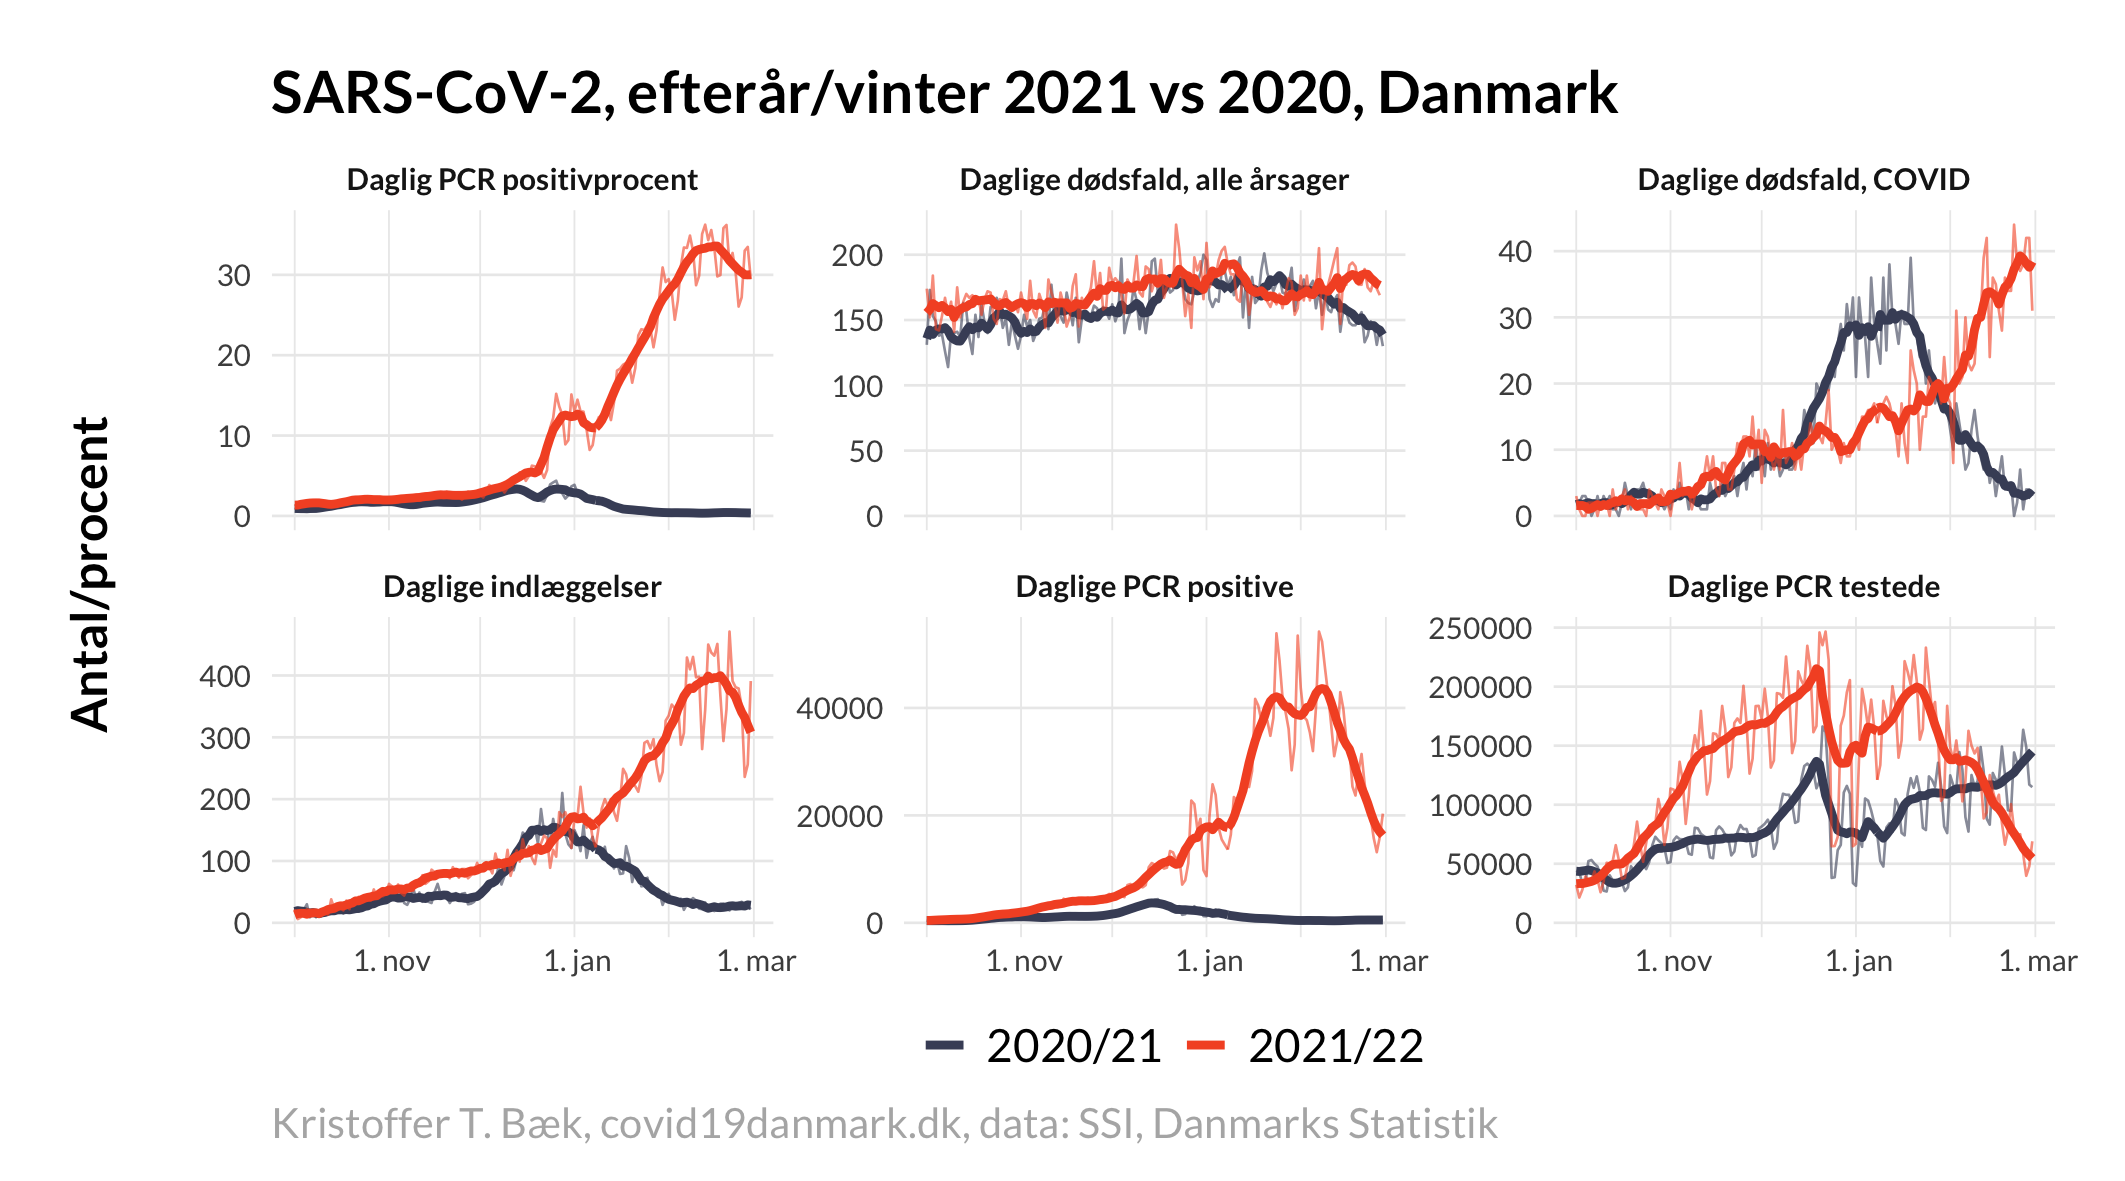 SARS-CoV-2, efterår/vinter 2021 vs 2020, Danmark
Antal/procent
Daglig PCR positivprocent
30
20
10
0
Daglige dødsfald, alle årsager
200
150
100
50
0
Daglige dødsfald, COVID
40
30
20
10
0
Daglige indlæggelser
400
300
200
100
0
1. nov 1. jan 1. mar
Daglige PCR positive
40000
20000
0
1. nov 1. jan 1. mar
Daglige PCR testede
250000
200000
150000
100000
50000
0
1. nov 1. jan 1. mar
2020/21 2021/22
Kristoffer T. Bæk, covid19danmark.dk, data: SSI, Danmarks Statistik